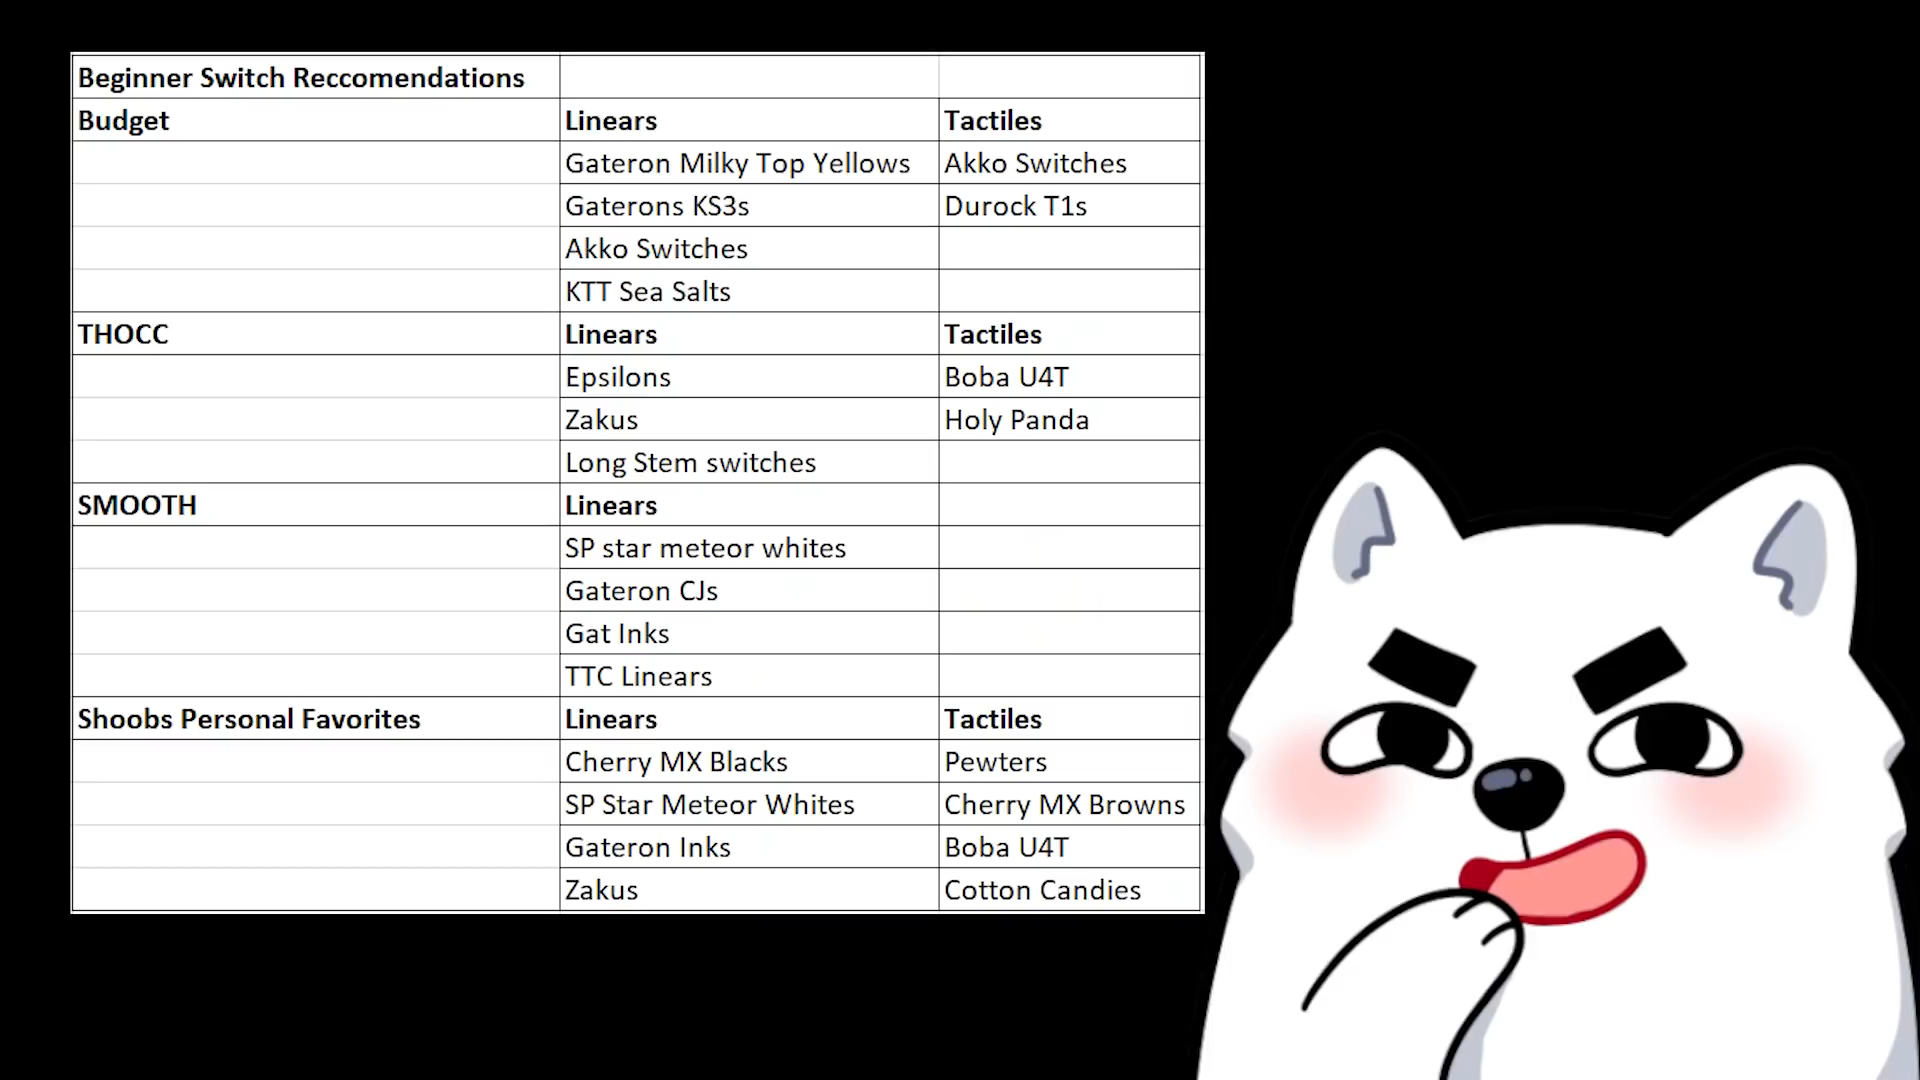 Beginner Switch Reccomendations
Budget Linears Tactiles
Gateron Milky Top Yellows Akko Switches
Gaterons KS3s Durock T1s
Akko Switches
KTT Sea Salts
THOCC Linears Tactiles
Epsilons Boba U4T
Zakus Holy Panda
Long Stem switches
SMOOTH Linears
SP star meteor whites
Gateron CJs
Gat Inks
TTC Linears
Shoobs Personal Favorites Linears Tactiles
Cherry MX Blacks Pewters
SP Star Meteor Whites Cherry MX Browns
Gateron Inks Boba U4T
Zakus Cotton Candies